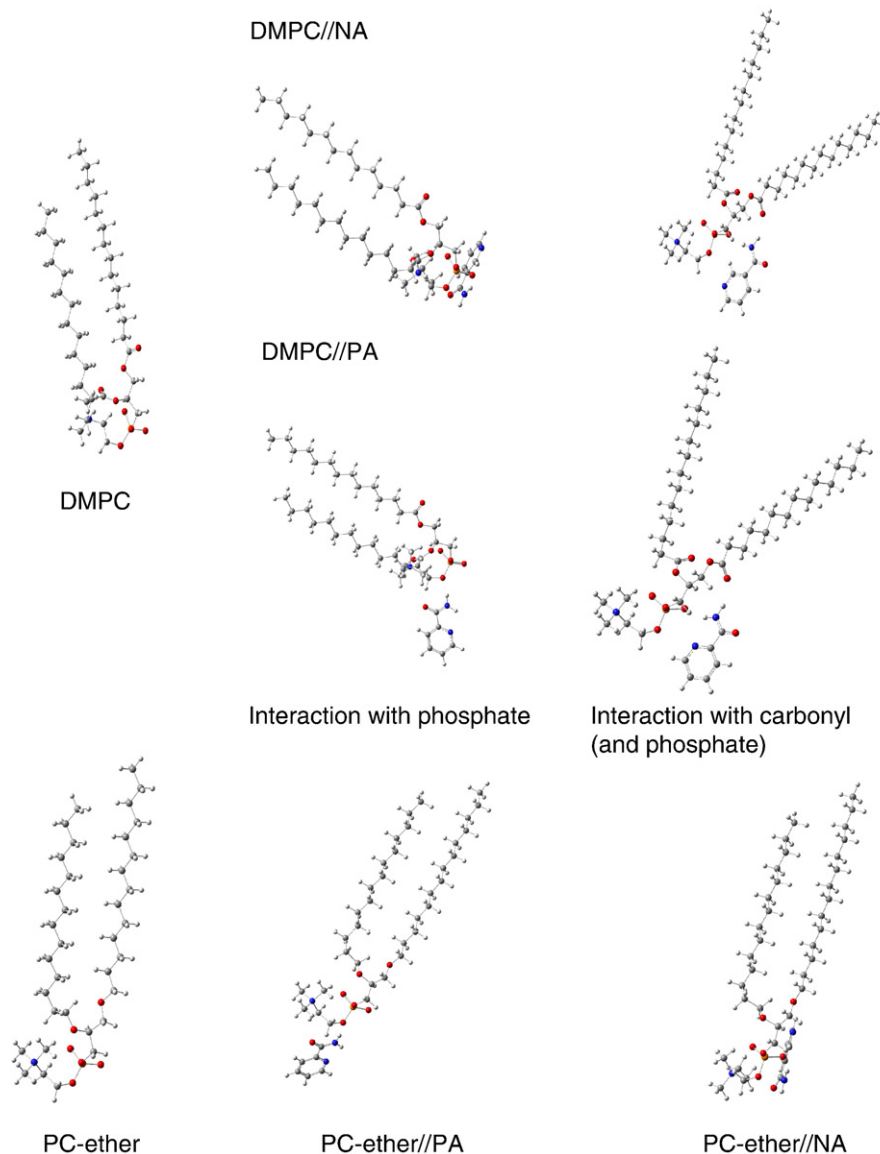 DMPC//NA
DMPC//PA
DMPC
Interaction with phosphate
Interaction with carbonyl
(and phosphate)
PC-ether
PC-ether//PA
PC-ether//NA